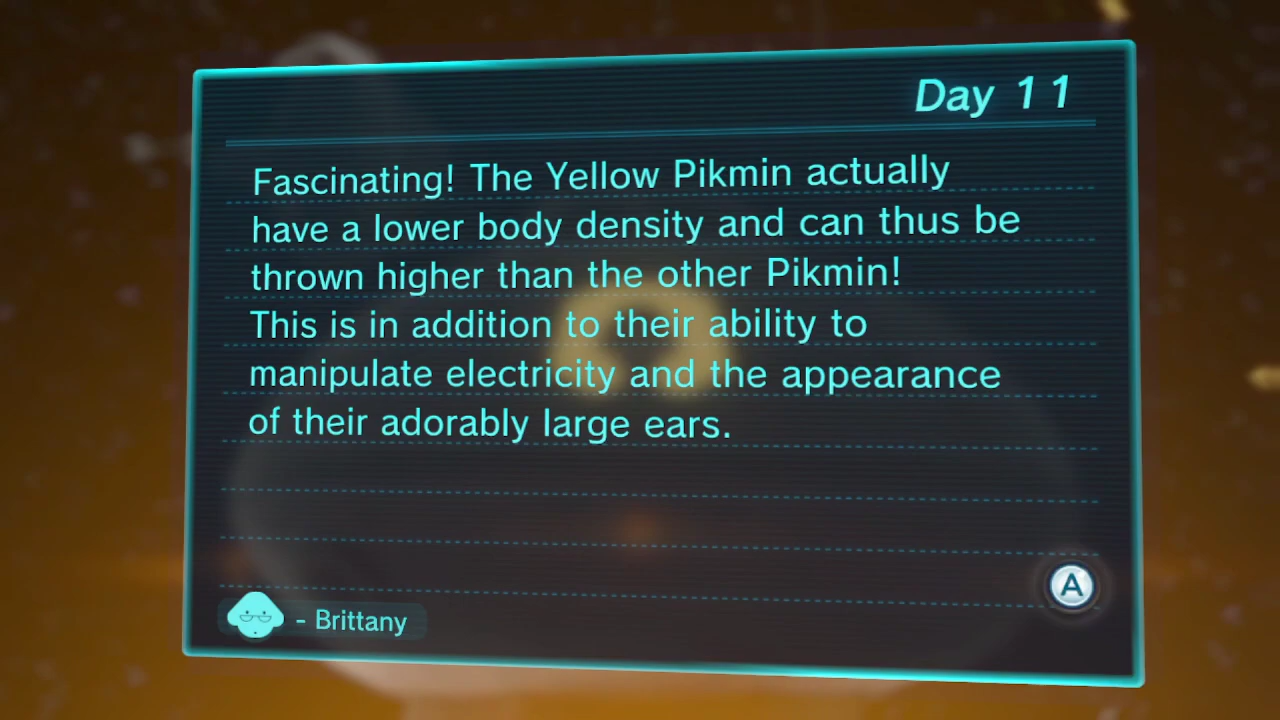 Day 11
Fascinating! The Yellow Pikmin actually
have a lower body density and can thus be
thrown higher than the other Pikmin!
This is in addition to their ability to
manipulate electricity and the appearance
of their adorably large ears.
A
- Brittany